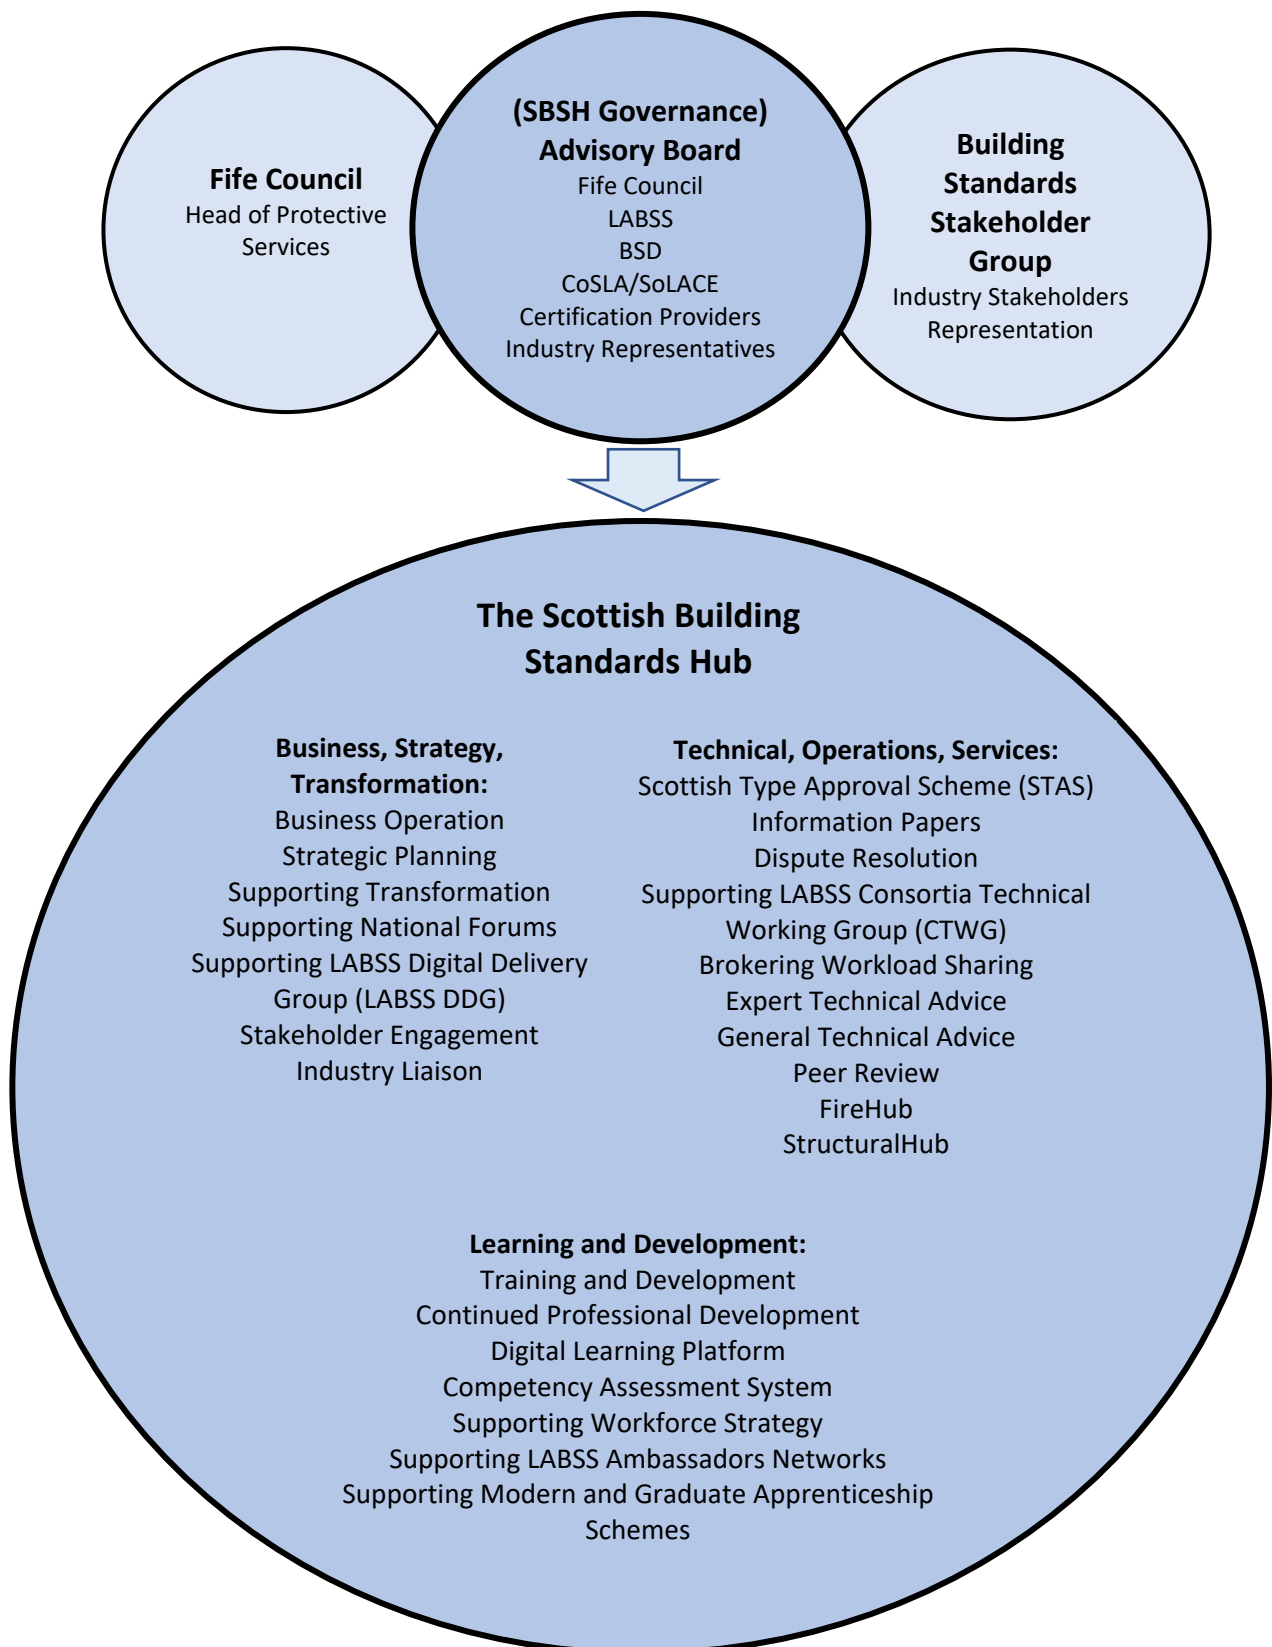 Fife Council
Head of Protective
Services
(SBSH Governance)
Advisory Board
Fife Council
LABSS
BSD
CoSLA/SoLACE
Certification Providers
Industry Representatives
Building
Standards
Stakeholder
Group
Industry Stakeholders
Representation
The Scottish Building
Standards Hub
Business, Strategy,
Transformation:
Business Operation
Strategic Planning
Supporting Transformation
Supporting National Forums
Supporting LABSS Digital Delivery
Group (LABSS DDG)
Stakeholder Engagement
Industry Liaison
Technical, Operations, Services:
Scottish Type Approval Scheme (STAS)
Information Papers
Dispute Resolution
Supporting LABSS Consortia Technical
Working Group (CTWG)
Brokering Workload Sharing
Expert Technical Advice
General Technical Advice
Peer Review
FireHub
StructuralHub
Learning and Development:
Training and Development
Continued Professional Development
Digital Learning Platform
Competency Assessment System
Supporting Workforce Strategy
Supporting LABSS Ambassadors Networks
Supporting Modern and Graduate Apprenticeship
Schemes